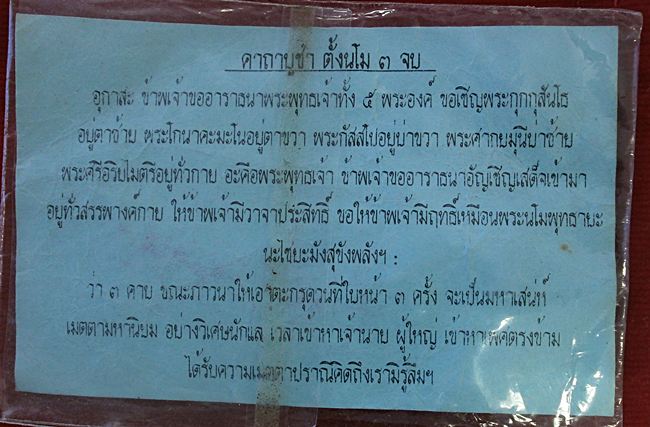 คาถาบูชา ตั้งนโม ๓ จบ
อุกาสะ ข้าพเจ้าขออาราธนาพระพุทธเจ้าทั้ง ๕ พระองค์ ขอเชิญพระกุกกุสันโธ
อยู่ตาซ้าย พระโกนาคะมะโนอยู่ตาขวา พระกัสสโปอยู่บ่าขวา พระศากยมุนีบาซ้าย
พระศรีอริยไมตรีอยู่ทั่วกาย อะคือพระพุทธเจ้า ข้าพเจ้าขออาราธนาอัญเชิญเสด็จเข้ามา
อยู่ทั่วสรรพางค์กาย ให้ข้าพเจ้ามีวาจาประสิทธิ์ ขอให้ข้าพเจ้ามีฤทธิ์เหมือนพระนโมพุทธายะ
นะไชยะมังสุขังพลังฯ :
ว่า ๓ คาบ ขณะภาวนาให้เอาตะกรุดวนที่ใบหน้า ๓ ครั้ง จะเป็นมหาเสน่ห์
เมตตามหานิยม อย่างวิเศษนักแล เวลาเข้าหาเจ้านาย ผู้ใหญ่ เข้าหาเพศตรงข้าม
ได้รับความเมตตาปราณีคิดถึงเรามิรู้ลืมฯ